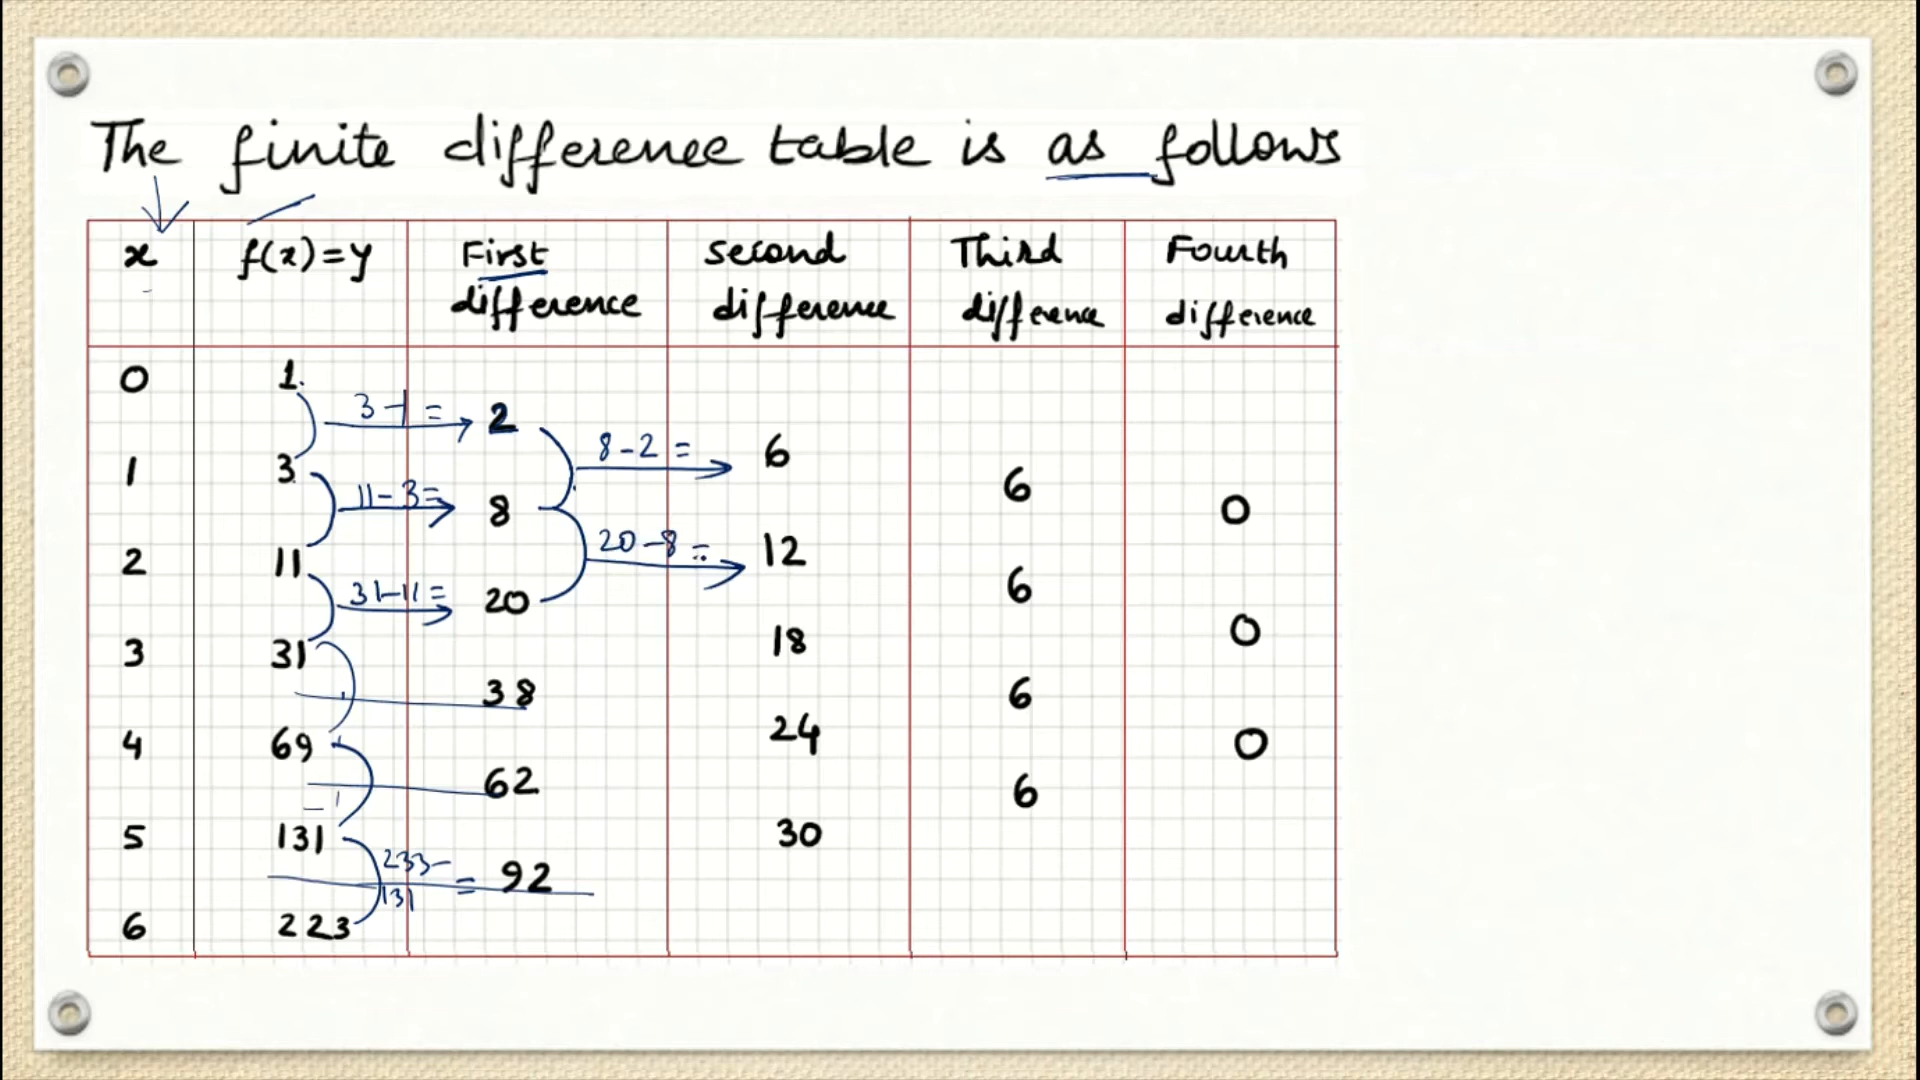 The finite difference table is as follows
x f(x)=y First difference Second difference Third difference Fourth difference
0 1
3-1= 2
8-2= 6
1 3 6
11-3= 8 0
20-8= 12
2 11 6
31-11= 20 0
18
3 31 6
38 0
24
4 69 6
62
30
5 131
233-131 = 92
6 223